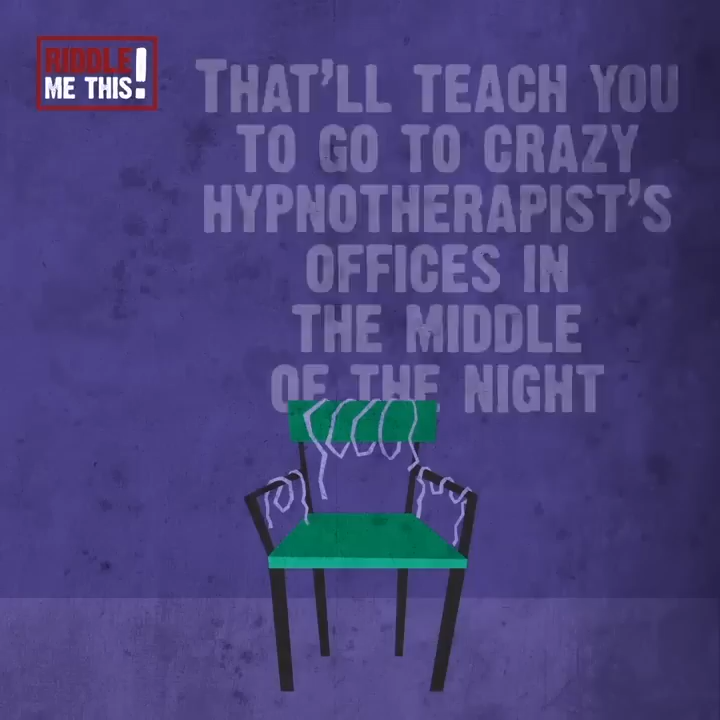 RIDDLE
ME THIS!
THAT'LL TEACH YOU
TO GO TO CRAZY
HYPNOTHERAPIST'S
OFFICES IN
THE MIDDLE
OF THE NIGHT